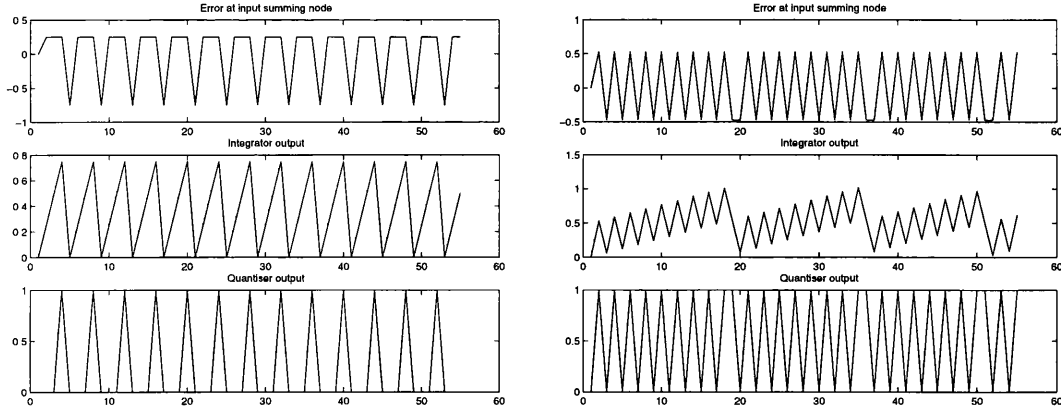 Error at input summing node
0 5
0
−0.5
−1
0 10 20 30 40 50 60
Integrator output
0 8
0 6
0 4
0 2
0
0 10 20 30 40 50 60
Quantiser output
1
0.5
0
0 10 20 30 40 50 60
Error at input summing node
1
0.5
0
−0.5
0 10 20 30 40 50 60
Integrator output
1.5
1
0.5
0
0 10 20 30 40 50 60
Quantiser output
1
0.5
0
0 10 20 30 40 50 60